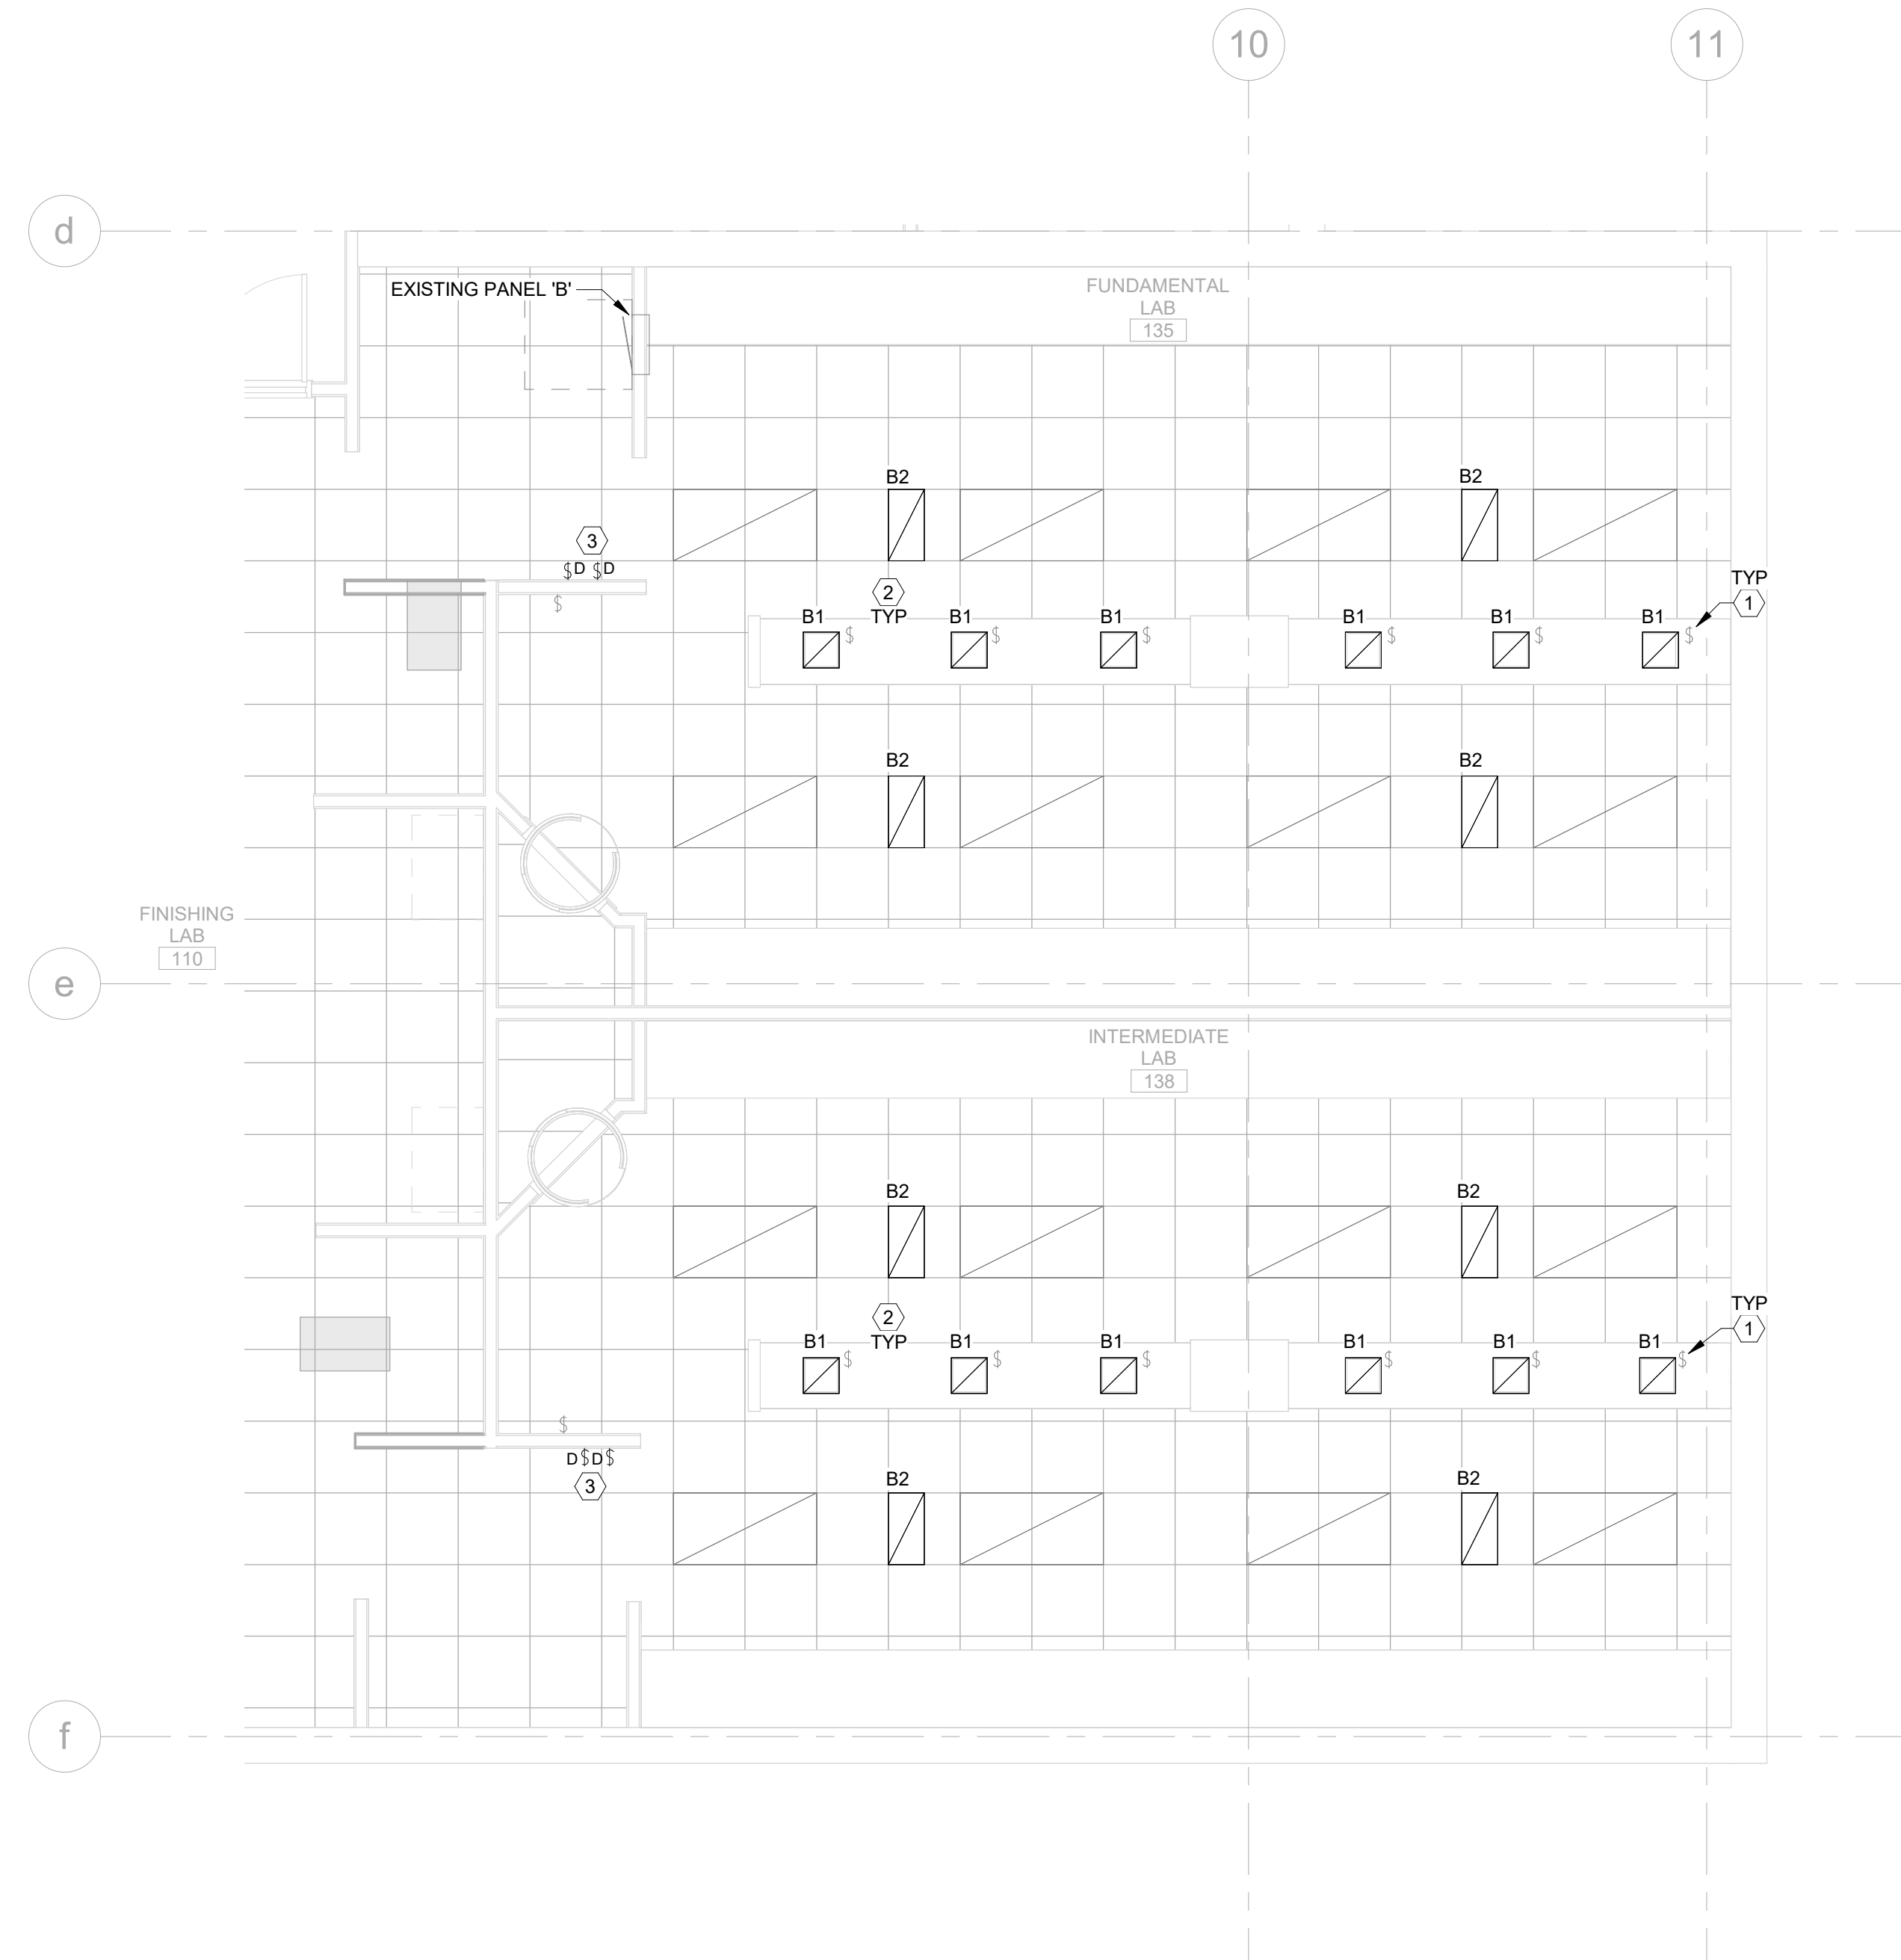 10
11
d
EXISTING PANEL 'B'
FUNDAMENTAL
LAB
135
B2
B2
3
$D $D
$
2
TYP
TYP
1
B1
$
B1
$
B1
$
B1
$
B1
$
B1
$
B2
B2
FINISHING
LAB
110
e
INTERMEDIATE
LAB
138
B2
B2
2
TYP
TYP
1
B1
$
B1
$
B1
$
B1
$
B1
$
B1
$
$
D$D$
3
B2
B2
f